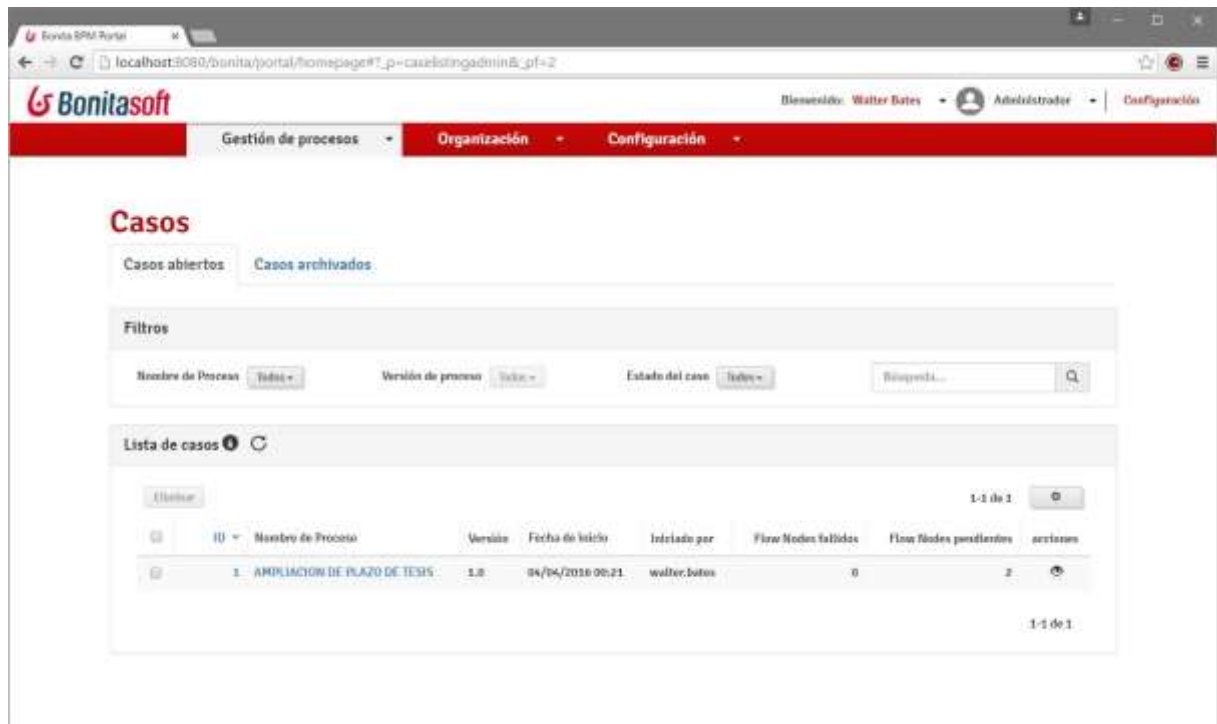 Bonita BPM Portal
localhost:8080/bonita/portal/homepage#?_p=caselistingadmin&_pf=2
Bonitasoft
Bienvenido: Walter Bates
Administrador
Configuración
Gestión de procesos
Organización
Configuración
Casos
Casos abiertos
Casos archivados
Filtros
Nombre de Proceso Todos
Versión de proceso Todos
Estado del caso Todos
Búsqueda...
Lista de casos
Eliminar
1-1 de 1
ID Nombre de Proceso Versión Fecha de inicio Iniciado por Flow Nodes fallidos Flow Nodes pendientes acciones
1 AMPLIACION DE PLAZO DE TESIS 1.0 04/04/2016 00:21 walter.bates 0 2
1-1 de 1